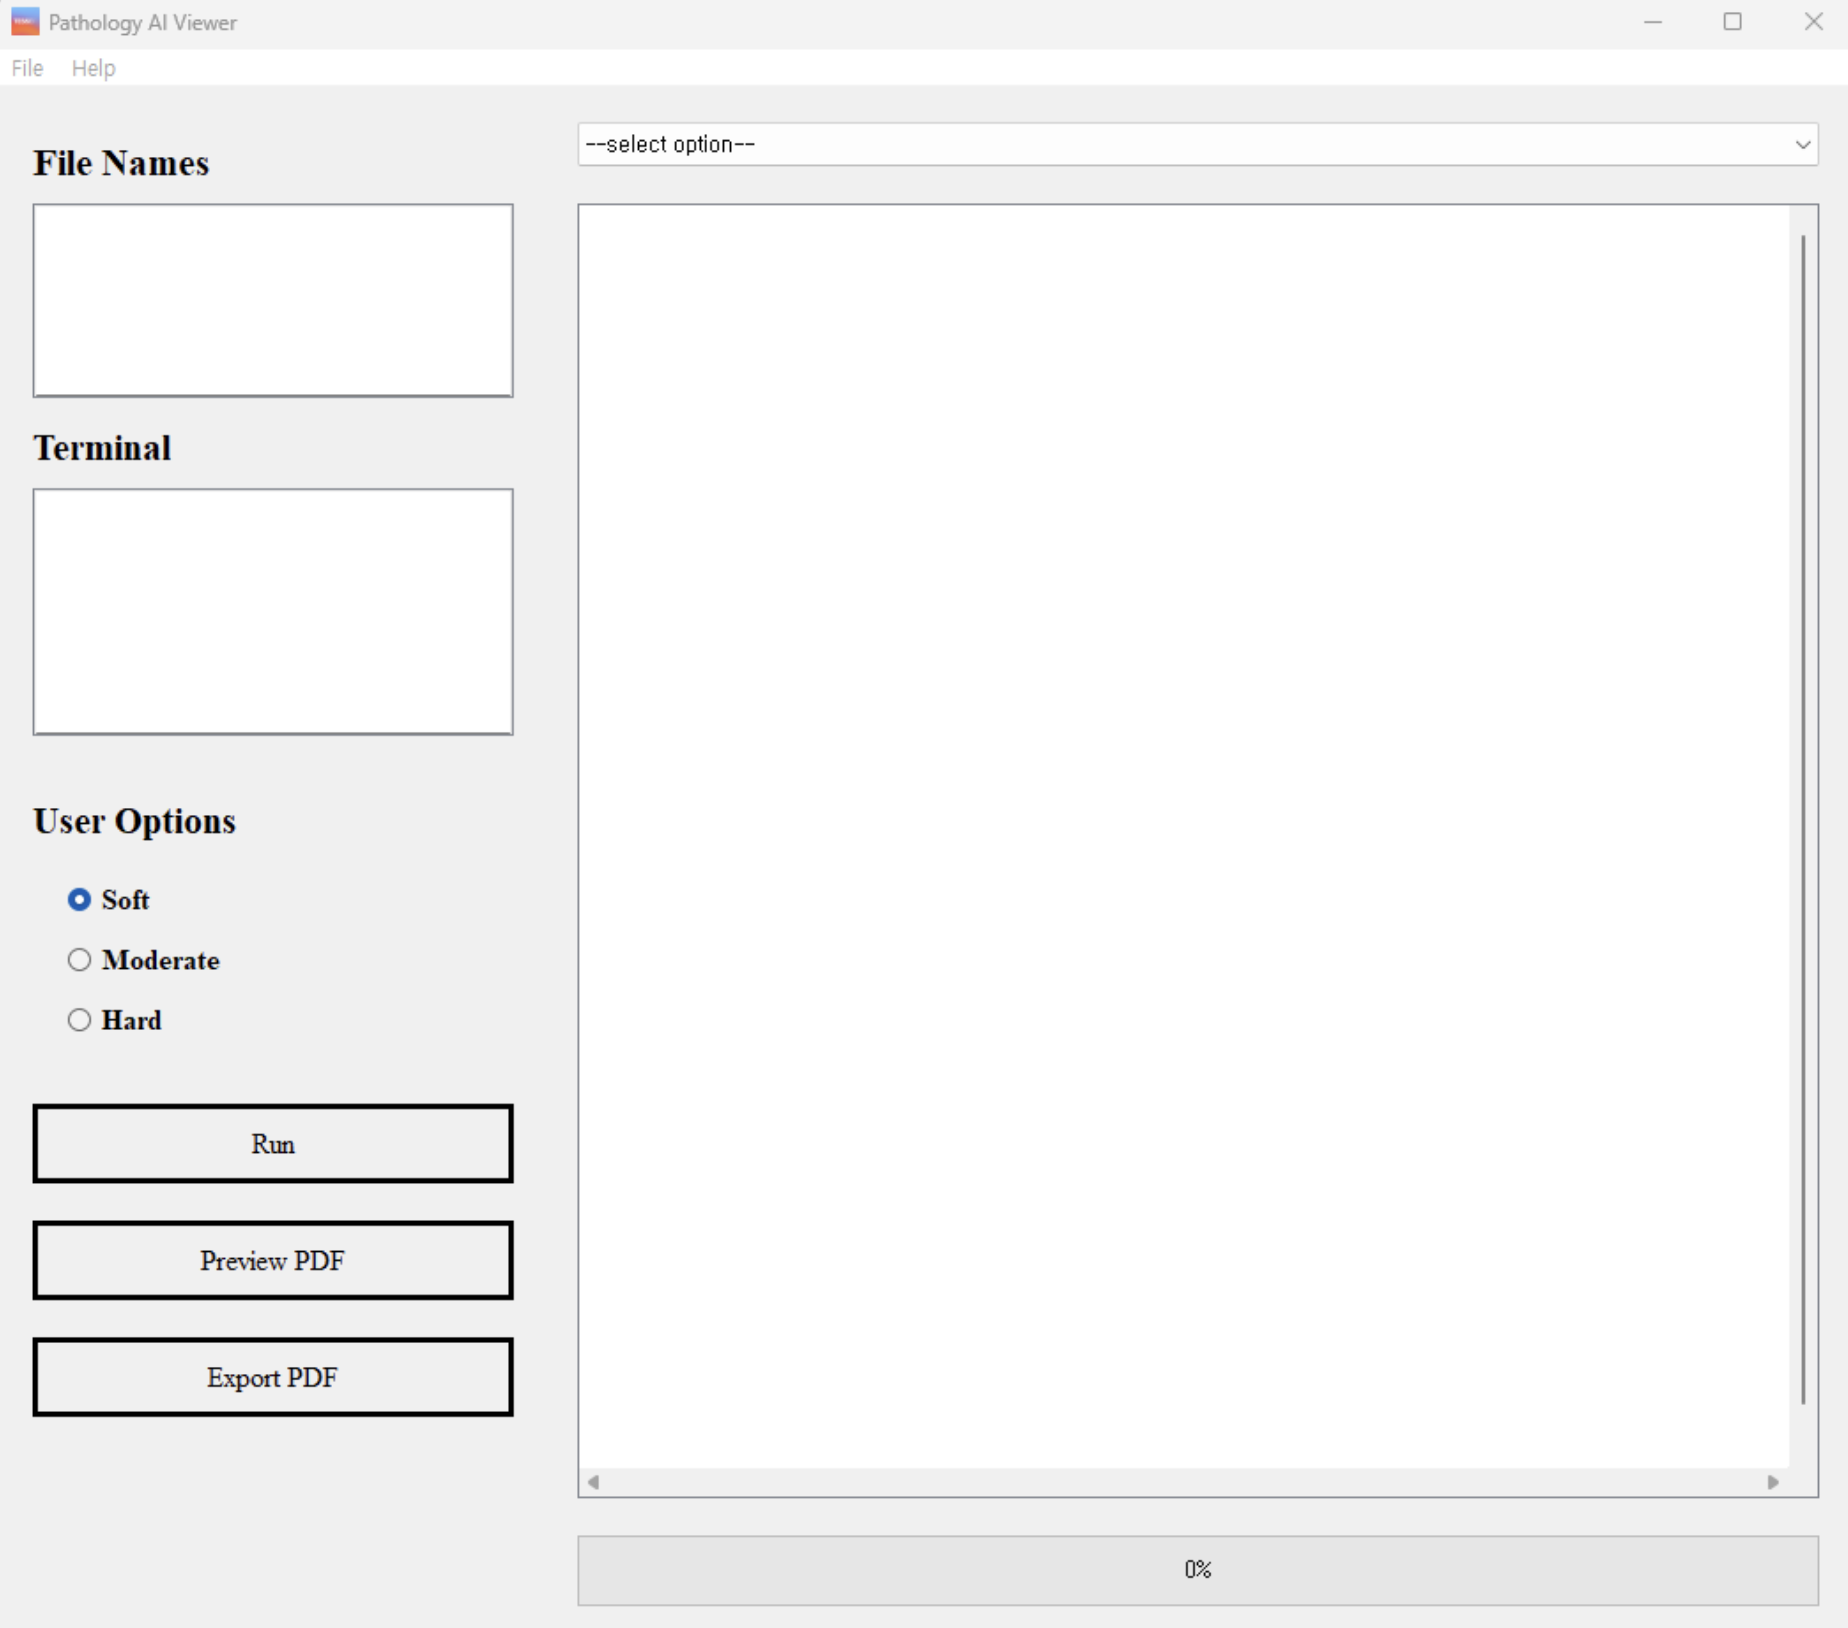 Pathology AI Viewer
File Help
--select option--
File Names
Terminal
User Options
Soft
Moderate
Hard
Run
Preview PDF
Export PDF
0%